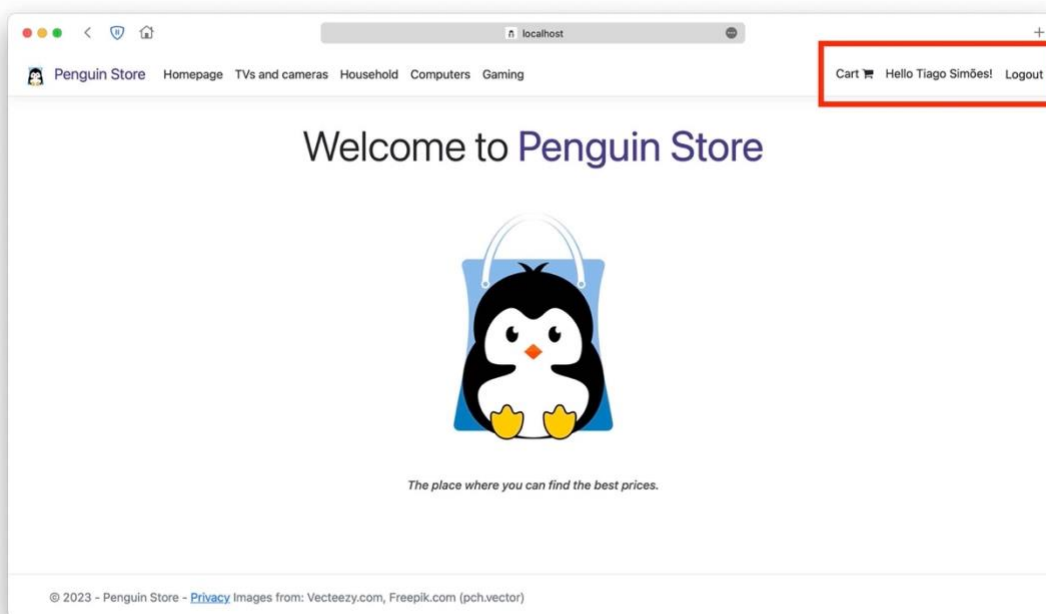 localhost
Penguin Store Homepage TVs and cameras Household Computers Gaming Cart Hello Tiago Simões! Logout
Welcome to Penguin Store
The place where you can find the best prices.
© 2023 - Penguin Store - Privacy Images from: Vecteezy.com, Freepik.com (pch.vector)